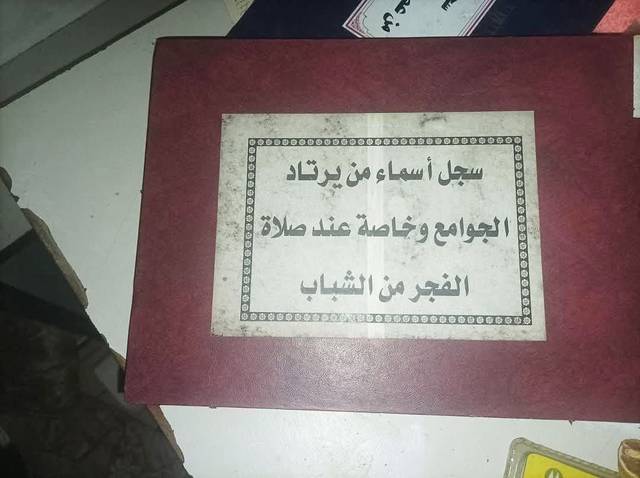 سجل أسماء من يرتاد
الجوامع وخاصة عند صلاة
الفجر من الشباب